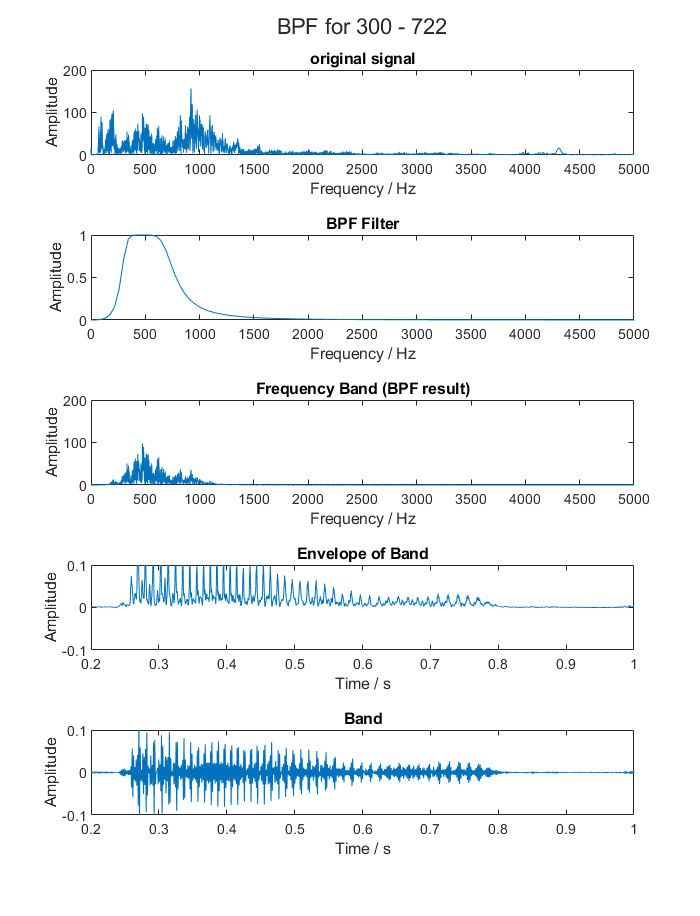 BPF for 300 - 722
original signal
200
100
0
Amplitude
0 500 1000 1500 2000 2500 3000 3500 4000 4500 5000
Frequency / Hz
BPF Filter
1
0.5
0
Amplitude
0 500 1000 1500 2000 2500 3000 3500 4000 4500 5000
Frequency / Hz
Frequency Band (BPF result)
200
100
0
Amplitude
0 500 1000 1500 2000 2500 3000 3500 4000 4500 5000
Frequency / Hz
Envelope of Band
0.1
0
-0.1
Amplitude
0.2 0.3 0.4 0.5 0.6 0.7 0.8 0.9 1
Time / s
Band
0.1
0
-0.1
Amplitude
0.2 0.3 0.4 0.5 0.6 0.7 0.8 0.9 1
Time / s